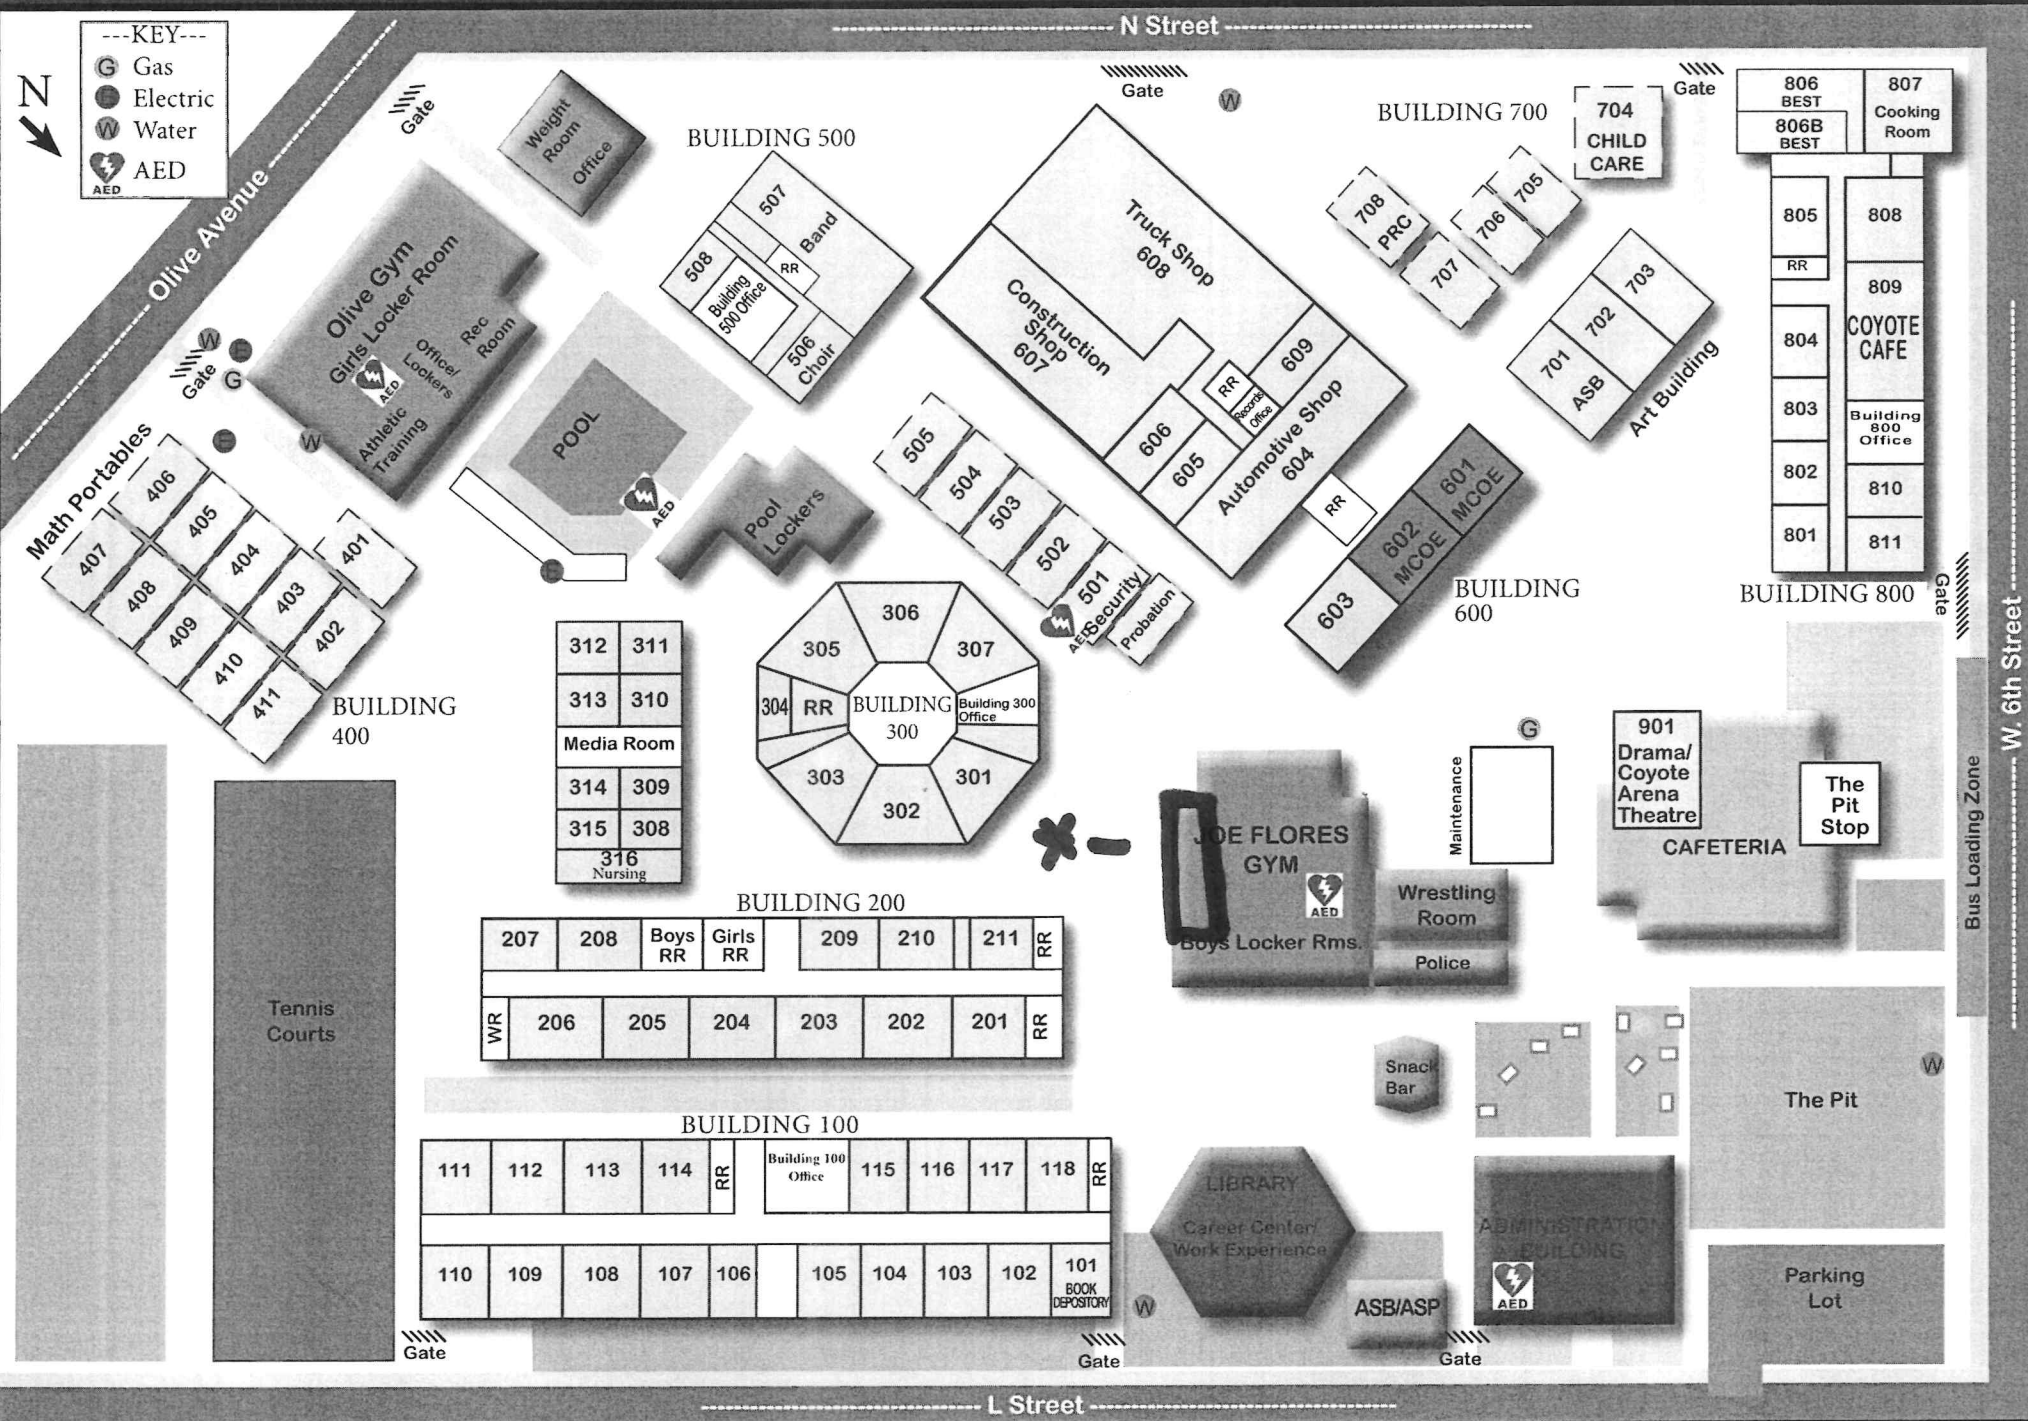 ---KEY---
G Gas
E Electric
W Water
AED AED
N
N Street
Olive Avenue
W. 6th Street
L Street
Bus Loading Zone
Gate
Gate
Gate
Gate
Gate
Gate
Gate
Gate
Weight
Room
Office
Olive Gym
Girls Locker Room
Office/
Lockers
Rec
Room
AED
Athletic
Training
W
E
G
E
W
POOL
AED
E
Pool
Lockers
BUILDING 500
507
Band
RR
508
Building
500 Office
506
Choir
505
504
503
502
501
Security
AED
Probation
W
Truck Shop
608
Construction
Shop
607
609
RR
Records
Office
606
605
Automotive Shop
604
RR
601
MCOE
602
MCOE
603
BUILDING
600
BUILDING 700
704
CHILD
CARE
705
706
708
PRC
707
703
702
701
ASB
Art Building
806
BEST
806B
BEST
807
Cooking
Room
805
808
RR
809
COYOTE
CAFE
804
803
Building
800
Office
802
810
801
811
BUILDING 800
Math Portables
406
405
404
403
401
402
407
408
409
410
411
BUILDING
400
312 311
313 310
Media Room
314 309
315 308
316
Nursing
306
305
307
304 RR
BUILDING
300
Building 300
Office
303
301
302
JOE FLORES
GYM
AED
Boys Locker Rms.
Wrestling
Room
Police
Maintenance
G
901
Drama/
Coyote
Arena
Theatre
CAFETERIA
The
Pit
Stop
Tennis
Courts
BUILDING 200
207 208 Boys
RR Girls
RR 209 210 211 RR
WR 206 205 204 203 202 201 RR
BUILDING 100
111 112 113 114 RR Building 100
Office 115 116 117 118 RR
110 109 108 107 106 105 104 103 102 101
BOOK
DEPOSITORY
Snack
Bar
The Pit
W
LIBRARY
Career Center/
Work Experience
W
ASB/ASP
ADMINISTRATION
BUILDING
AED
Parking
Lot